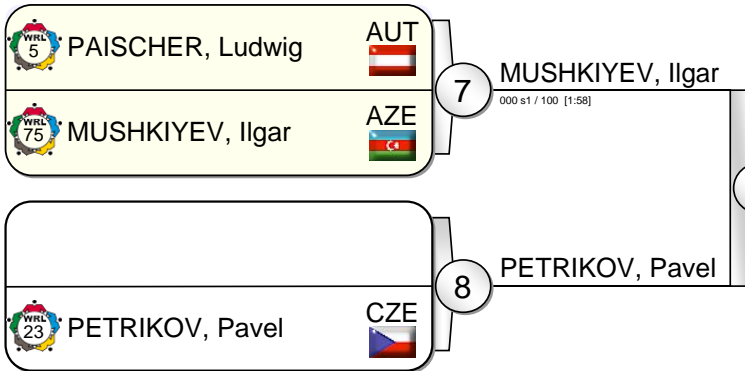 WRL 5 PAISCHER, Ludwig AUT
WRL 75 MUSHKIYEV, Ilgar AZE
7
MUSHKIYEV, Ilgar
000 s1 / 100 [1:58]
WRL 23 PETRIKOV, Pavel CZE
8
PETRIKOV, Pavel